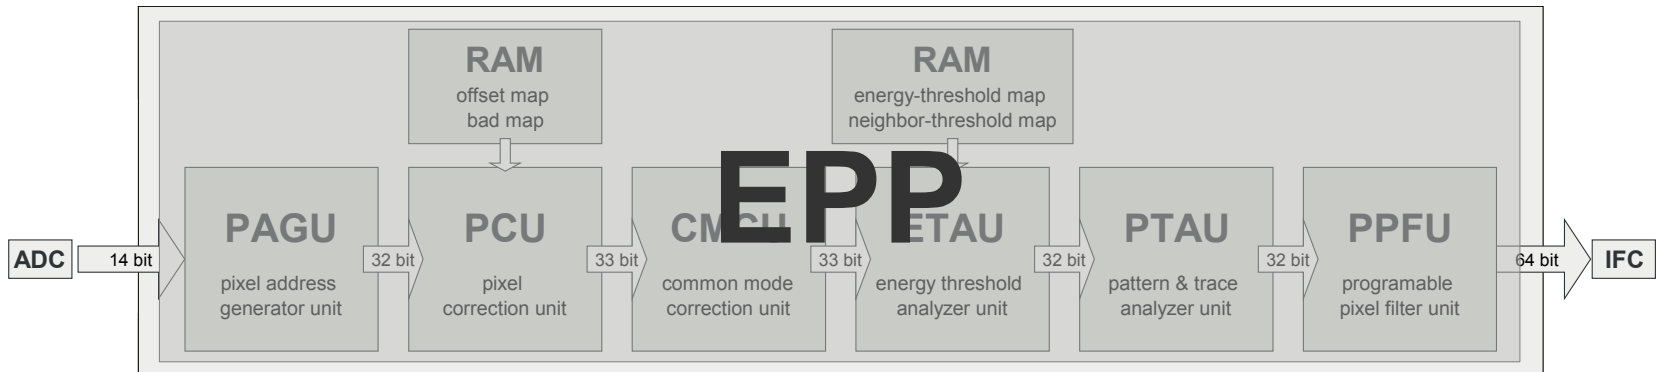 RAM
offset map
bad map
RAM
energy-threshold map
neighbor-threshold map
EPP
ADC
14 bit
PAGU
pixel address
generator unit
32 bit
PCU
pixel
correction unit
33 bit
CMCU
common mode
correction unit
33 bit
ETAU
energy threshold
analyzer unit
32 bit
PTAU
pattern & trace
analyzer unit
32 bit
PPFU
programable
pixel filter unit
64 bit
IFC